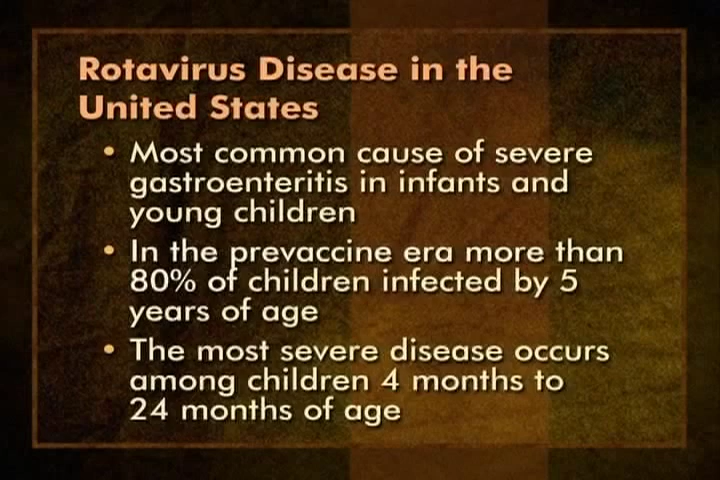 Rotavirus Disease in the
United States
• Most common cause of severe
gastroenteritis in infants and
young children
• In the prevaccine era more than
80% of children infected by 5
years of age
• The most severe disease occurs
among children 4 months to
24 months of age